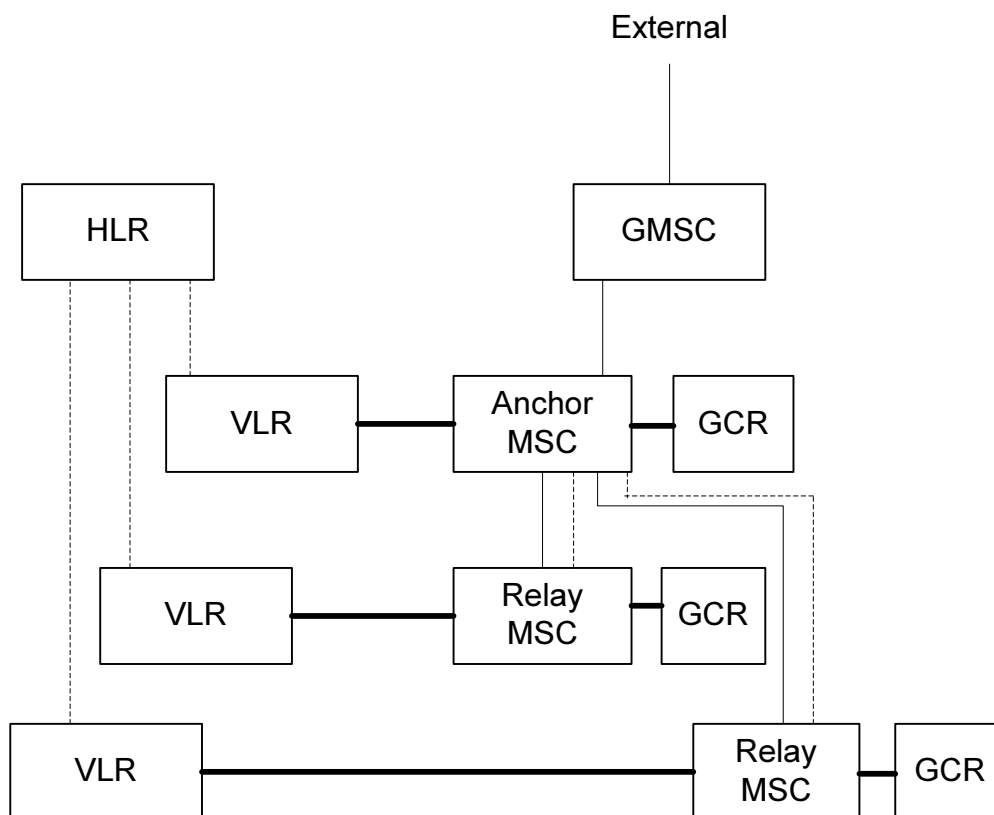 External
HLR
GMSC
VLR
Anchor
MSC
GCR
VLR
Relay
MSC
GCR
VLR
Relay
MSC
GCR